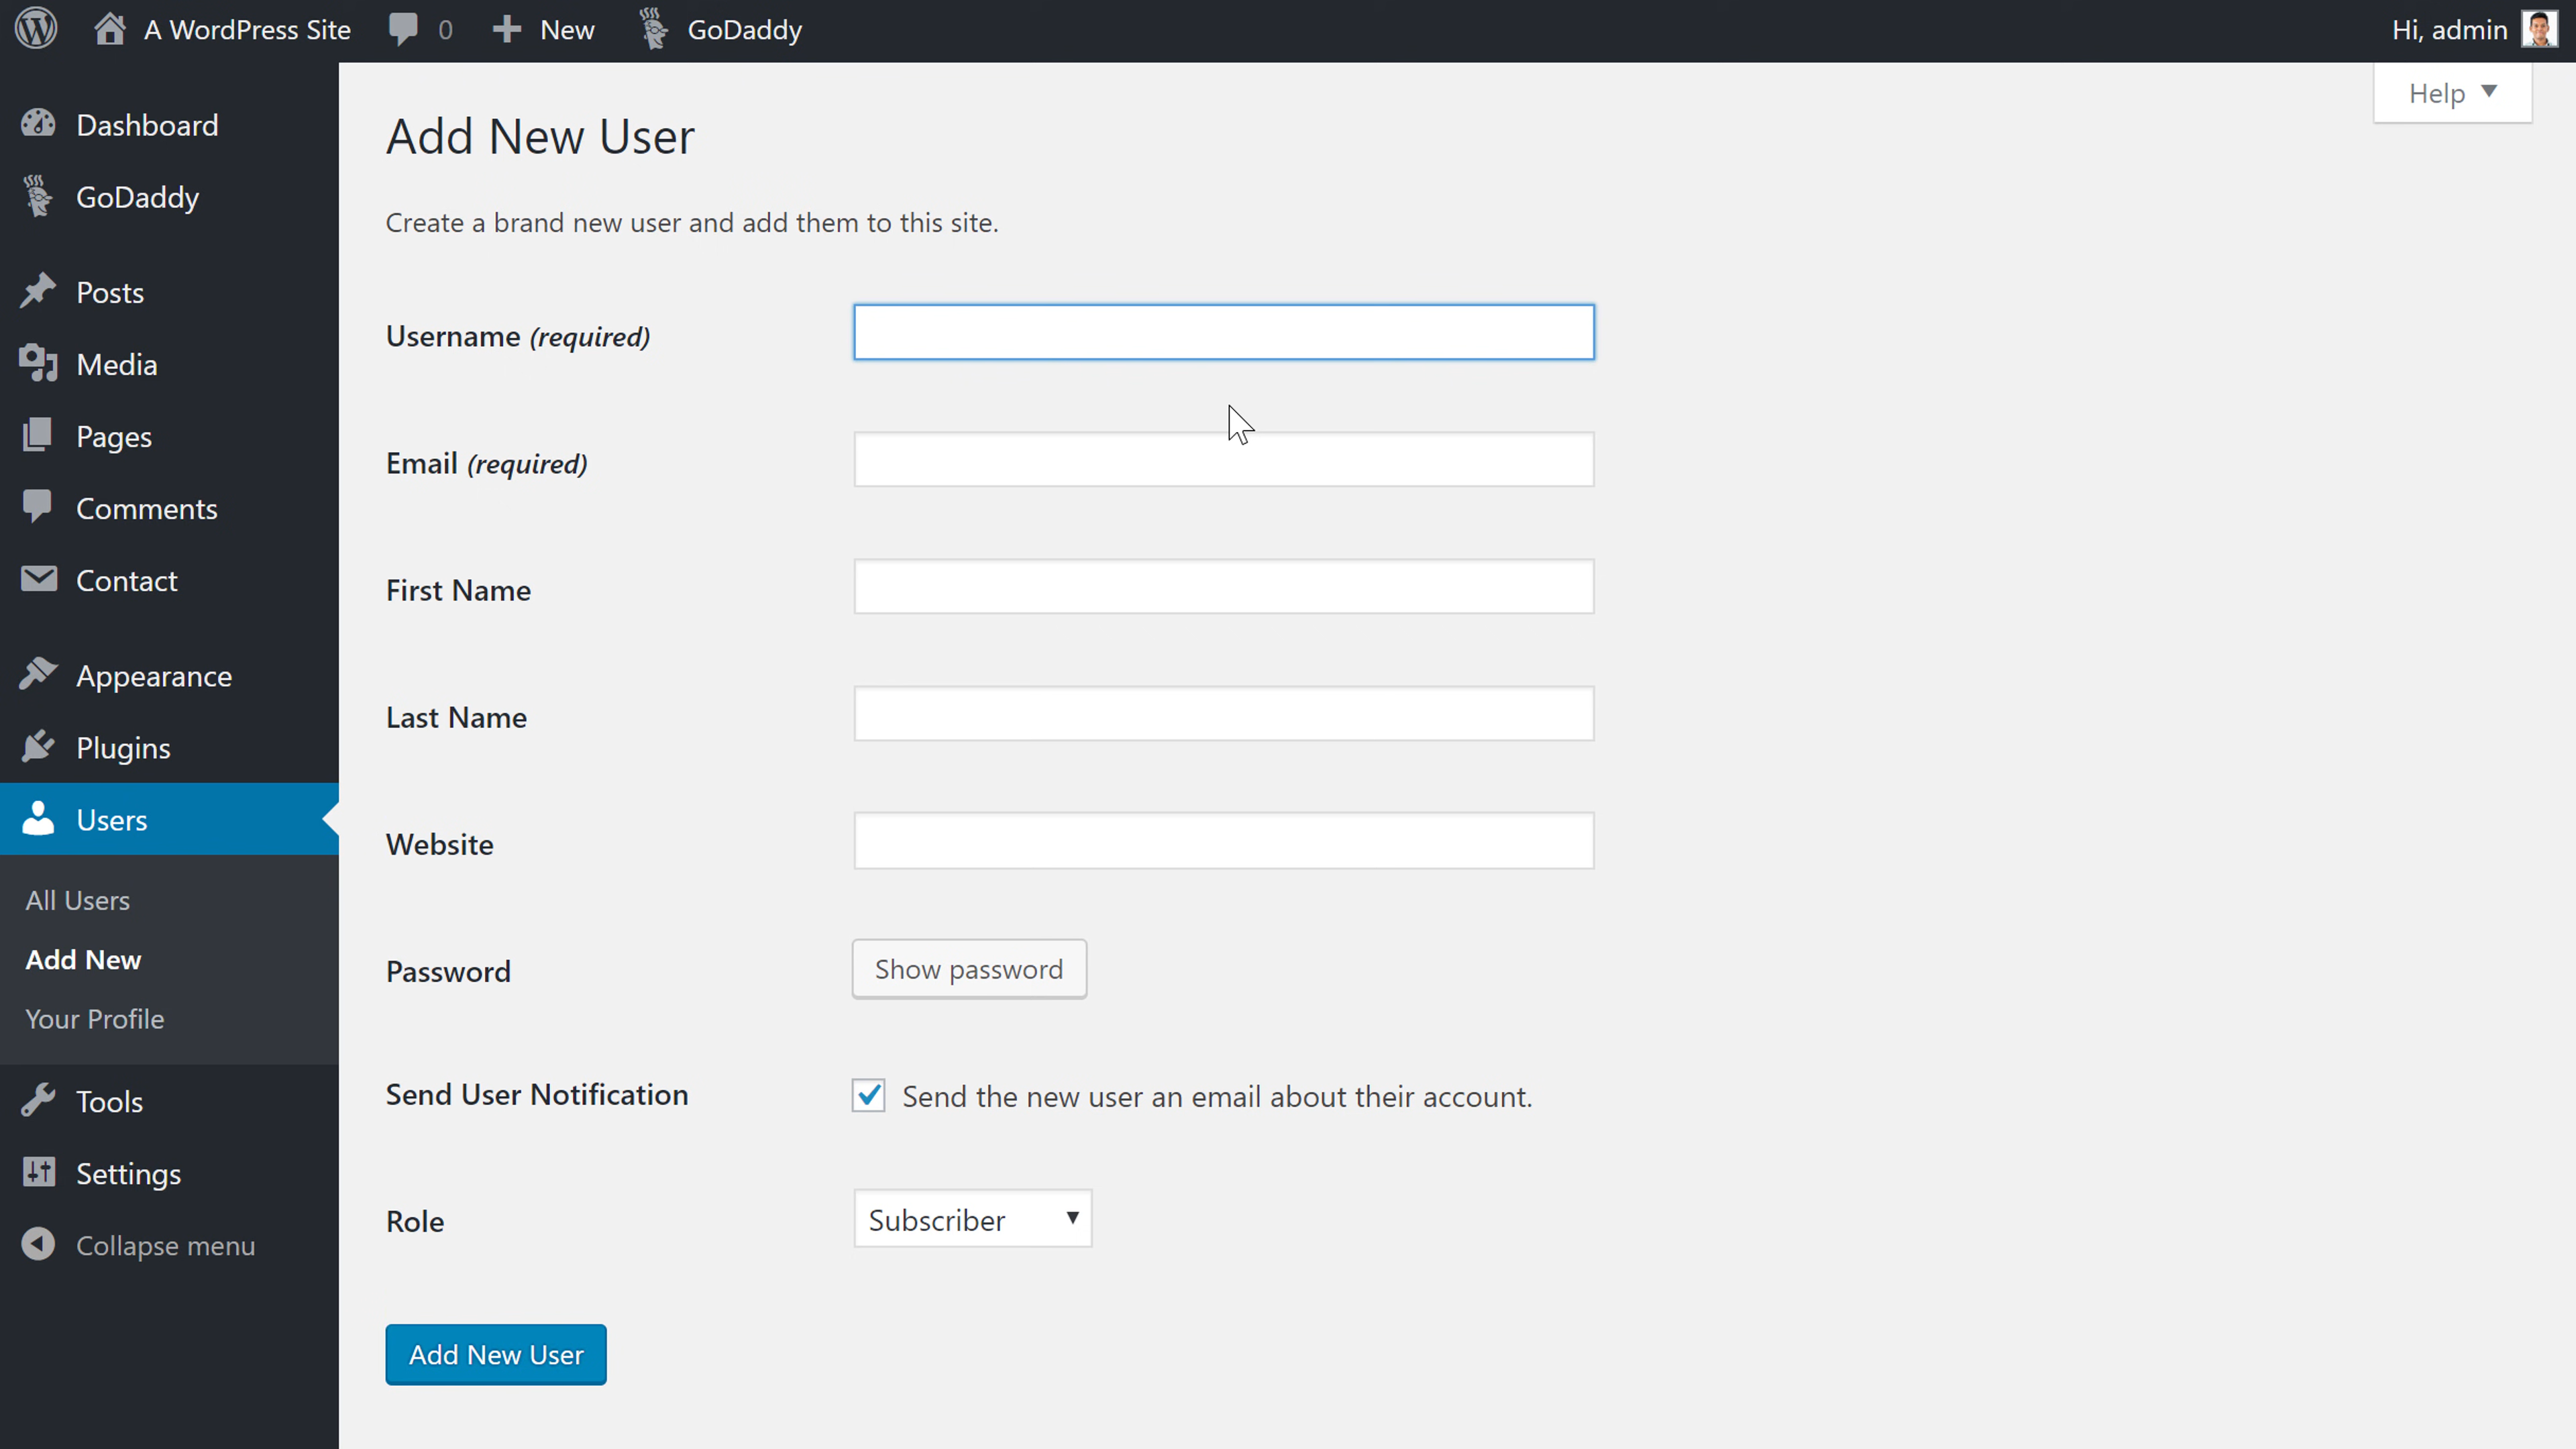 A WordPress Site 0 New GoDaddy Hi, admin
Help
Dashboard
GoDaddy
Posts
Media
Pages
Comments
Contact
Appearance
Plugins
Users
All Users
Add New
Your Profile
Tools
Settings
Collapse menu
Add New User
Create a brand new user and add them to this site.
Username (required)
Email (required)
First Name
Last Name
Website
Password Show password
Send User Notification Send the new user an email about their account.
Role Subscriber
Add New User